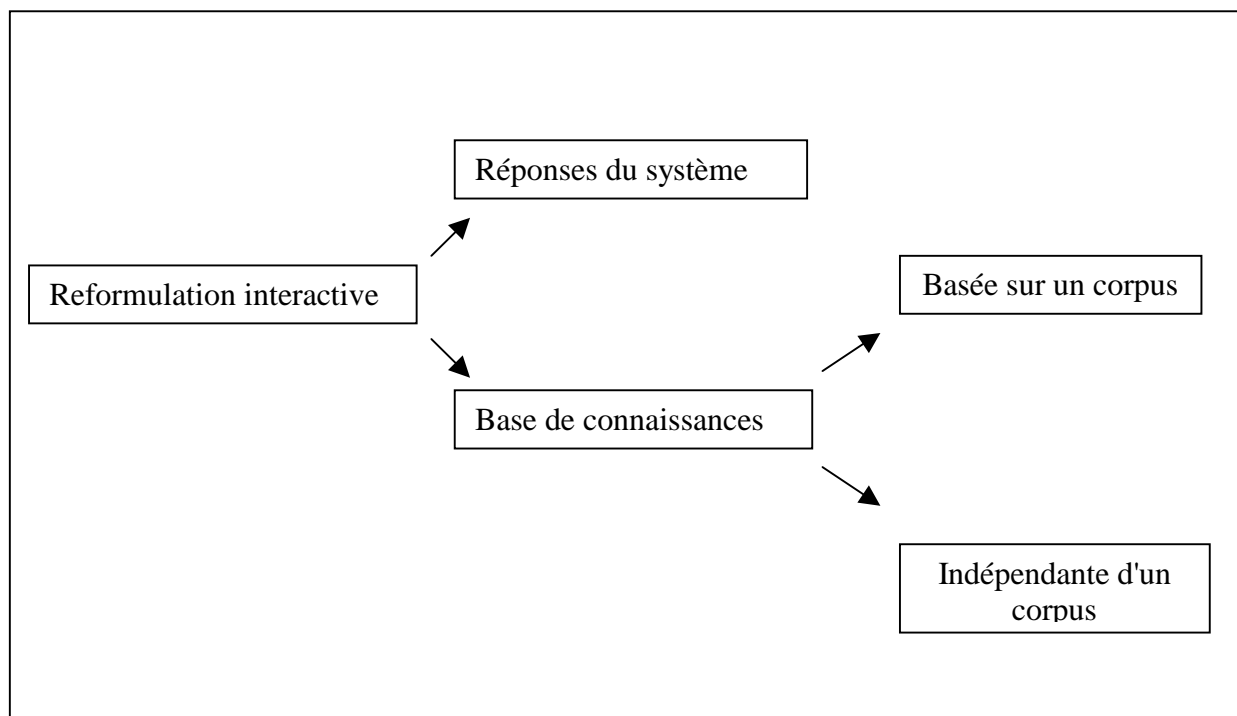 Réponses du système
Reformulation interactive
Basée sur un corpus
Base de connaissances
Indépendante d'un
corpus